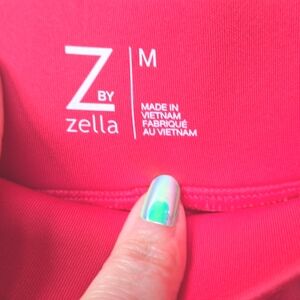 Z BY
zella
M
MADE IN
VIETNAM
FABRIQUÉ
AU VIETNAM